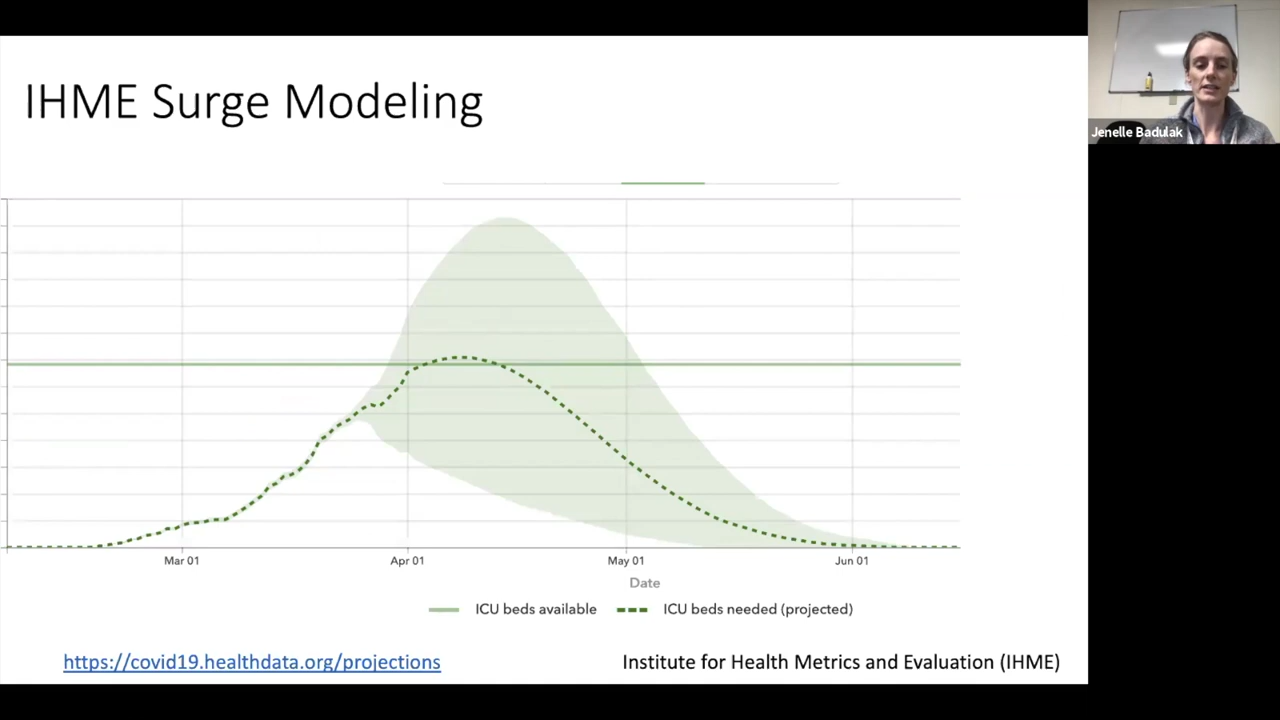 IHME Surge Modeling
Jenelle Badulak
Mar 01
Apr 01
May 01
Jun 01
Date
ICU beds available
ICU beds needed (projected)
https://covid19.healthdata.org/projections
Institute for Health Metrics and Evaluation (IHME)